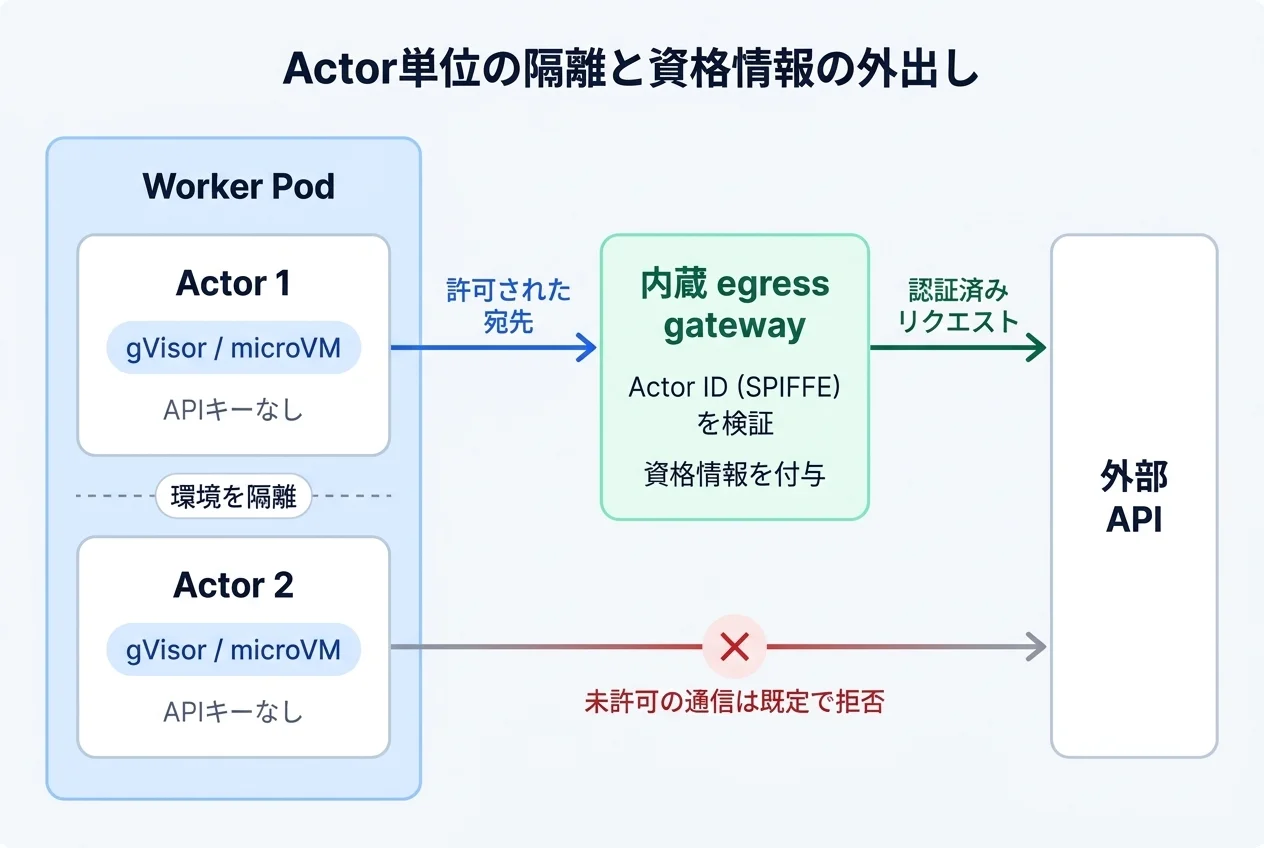 Actor単位の隔離と資格情報の外出し
Worker Pod
Actor 1
gVisor / microVM
APIキーなし
環境を隔離
Actor 2
gVisor / microVM
APIキーなし
許可された
宛先
内蔵 egress
gateway
Actor ID (SPIFFE)
を検証
資格情報を付与
認証済み
リクエスト
未許可の通信は既定で拒否
外部
API